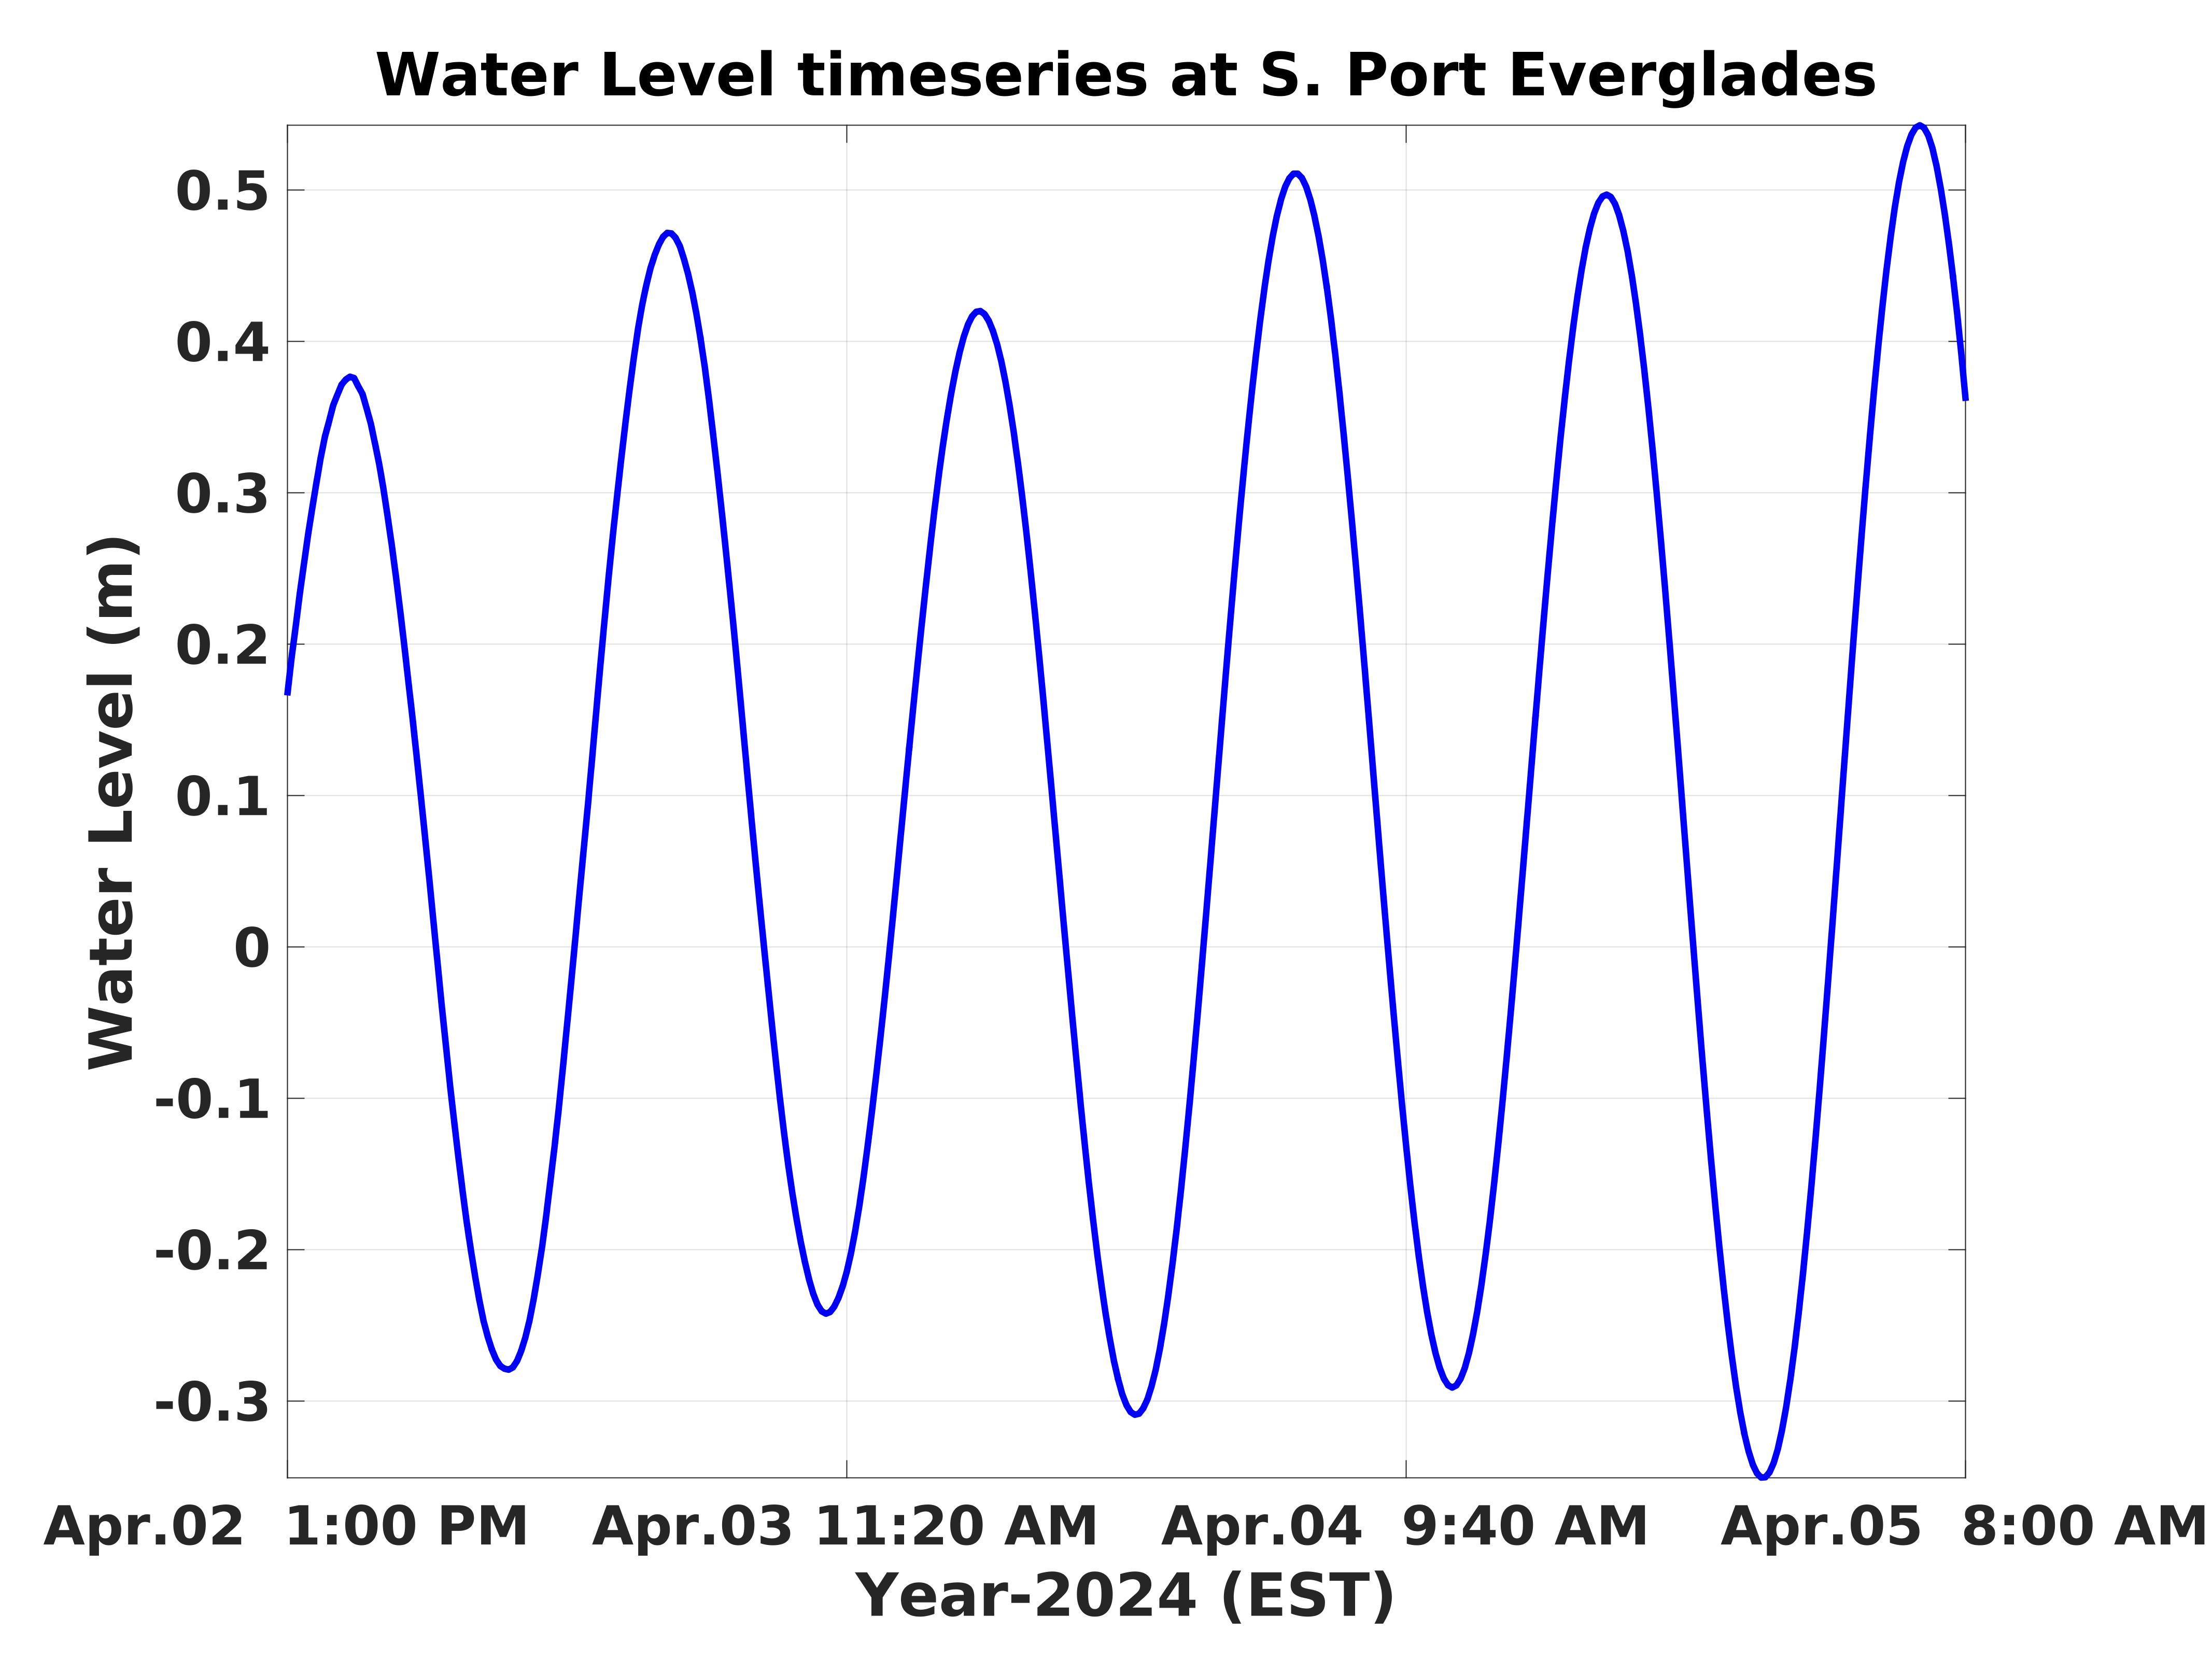 Water Level timeseries at S. Port Everglades
Water Level (m)
0.5
0.4
0.3
0.2
0.1
0
-0.1
-0.2
-0.3
Apr.02 1:00 PM Apr.03 11:20 AM Apr.04 9:40 AM Apr.05 8:00 AM
Year-2024 (EST)